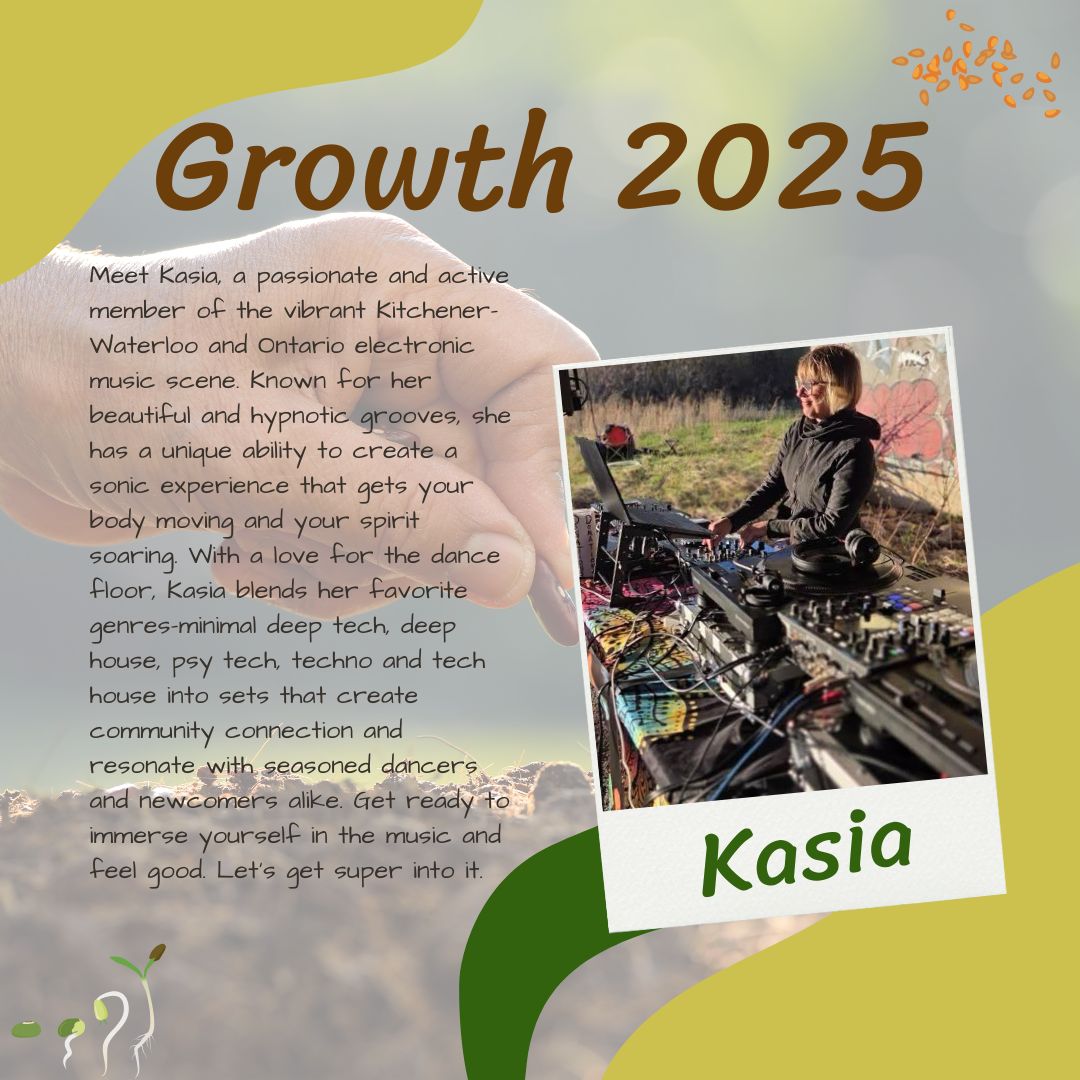 Growth 2025
Meet Kasia, a passionate and active
member of the vibrant Kitchener-
Waterloo and Ontario electronic
music scene. Known for her
beautiful and hypnotic grooves, she
has a unique ability to create a
sonic experience that gets your
body moving and your spirit
soaring. With a love for the dance
floor, Kasia blends her favorite
genres-minimal deep tech, deep
house, psy tech, techno and tech
house into sets that create
community connection and
resonate with seasoned dancers
and newcomers alike. Get ready to
immerse yourself in the music and
feel good. Let's get super into it.
Kasia